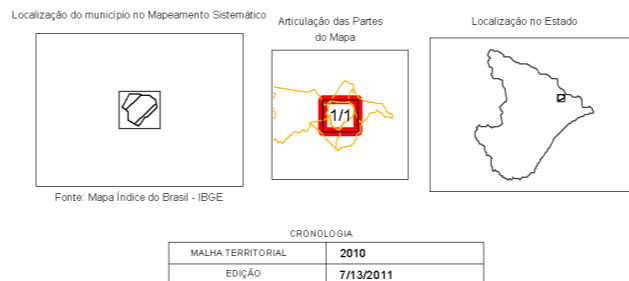 Localização do município no Mapeamento Sistemático
Articulação das Partes
do Mapa
Localização no Estado
1/1
Fonte: Mapa Índice do Brasil - IBGE
CRONOLOGIA
MALHA TERRITORIAL 2010
EDIÇÃO 7/13/2011